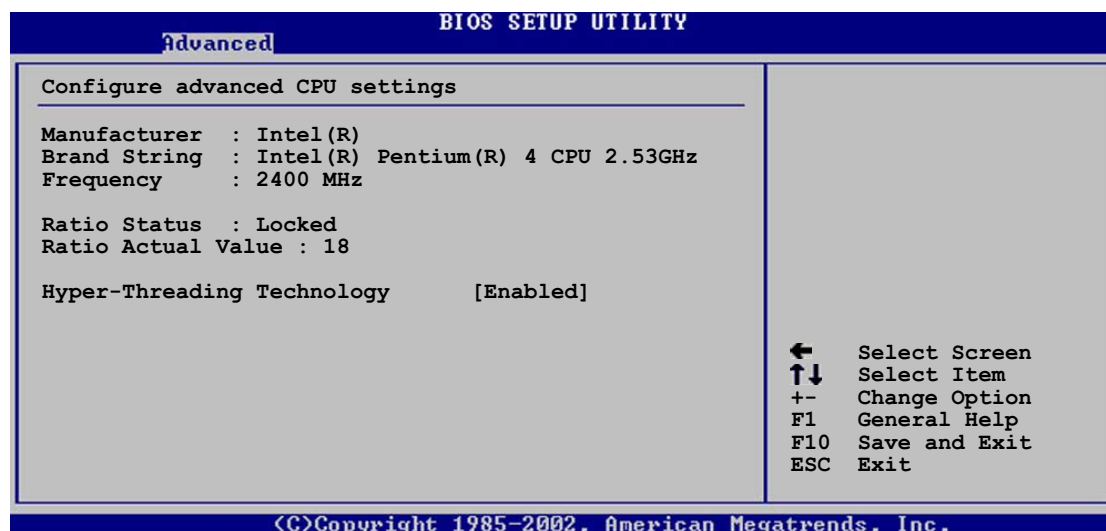 BIOS SETUP UTILITY
Advanced
Configure advanced CPU settings
Manufacturer : Intel(R)
Brand String : Intel(R) Pentium(R) 4 CPU 2.53GHz
Frequency : 2400 MHz
Ratio Status : Locked
Ratio Actual Value : 18
Hyper-Threading Technology [Enabled]
← Select Screen
↑↓ Select Item
+- Change Option
F1 General Help
F10 Save and Exit
ESC Exit
(C)Copyright 1985-2002, American Megatrends, Inc.